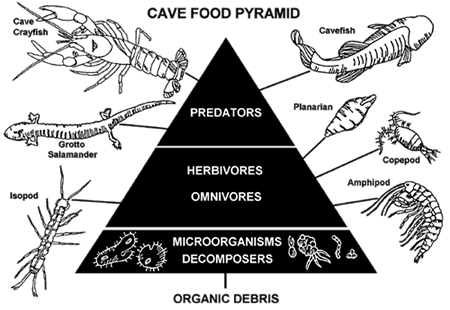 CAVE FOOD PYRAMID
Cave
Crayfish
Cavefish
PREDATORS
Planarian
Grotto
Salamander
Copepod
HERBIVORES
Isopod
Amphipod
OMNIVORES
MICROORGANISMS
DECOMPOSERS
ORGANIC DEBRIS